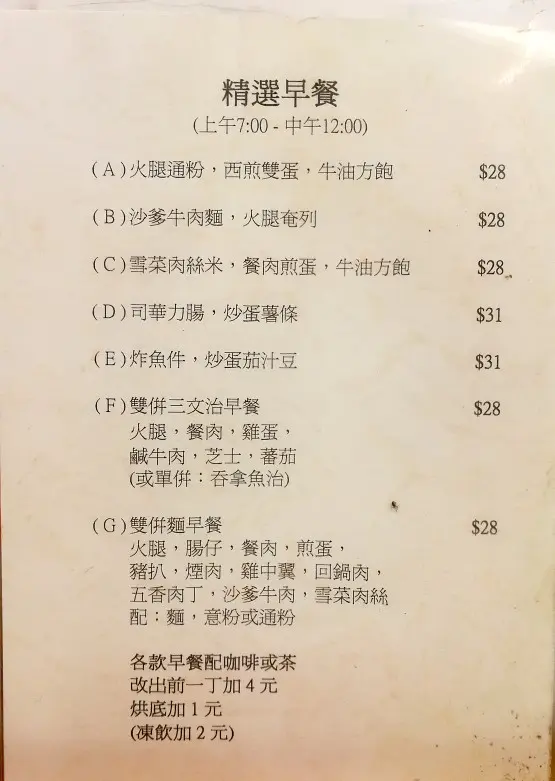 精選早餐
(上午7:00 - 中午12:00)
(A)火腿通粉，西煎雙蛋，牛油方飽 $28
(B)沙爹牛肉麵，火腿奄列 $28
(C)雪菜肉絲米，餐肉煎蛋，牛油方飽 $28
(D)司華力腸，炒蛋薯條 $31
(E)炸魚件，炒蛋茄汁豆 $31
(F)雙併三文治早餐 $28
火腿，餐肉，雞蛋，
鹹牛肉，芝士，蕃茄
(或單併：吞拿魚治)
(G)雙併麵早餐 $28
火腿，腸仔，餐肉，煎蛋，
豬扒，煙肉，雞中翼，回鍋肉，
五香肉丁，沙爹牛肉，雪菜肉絲
配：麵，意粉或通粉
各款早餐配咖啡或茶
改出前一丁加 4 元
烘底加 1 元
(凍飲加 2 元)